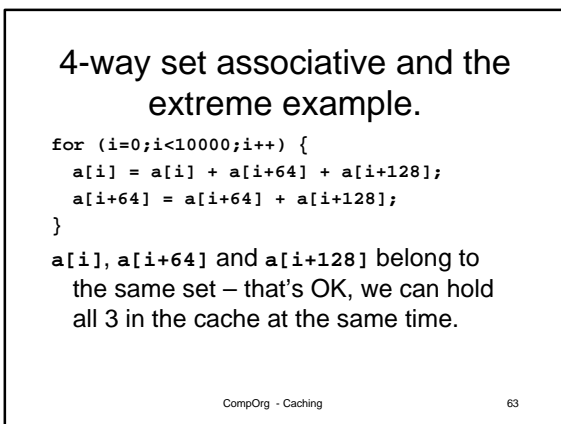 4-way set associative and the
extreme example.
for (i=0;i<10000;i++) {
a[i] = a[i] + a[i+64] + a[i+128];
a[i+64] = a[i+64] + a[i+128];
}
a[i], a[i+64] and a[i+128] belong to
the same set – that's OK, we can hold
all 3 in the cache at the same time.
CompOrg - Caching
63